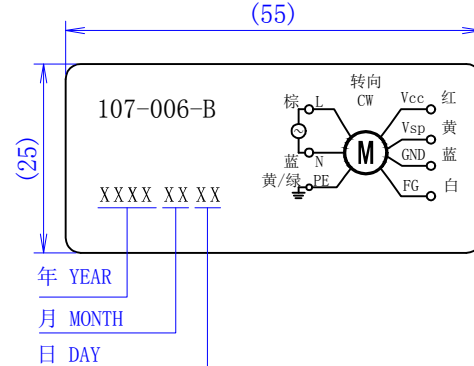 (55)
(25)
107-006-B
XXXX XX XX
转向
CW
棕 L
蓝 N
黄/绿 PE
M
Vcc 红
Vsp 黄
GND 蓝
FG 白
年 YEAR
月 MONTH
日 DAY